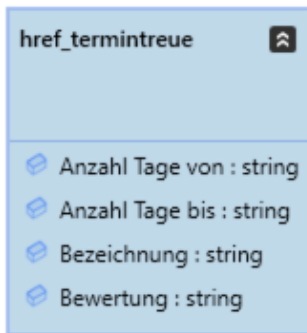 href_termintreue
Anzahl Tage von : string
Anzahl Tage bis : string
Bezeichnung : string
Bewertung : string